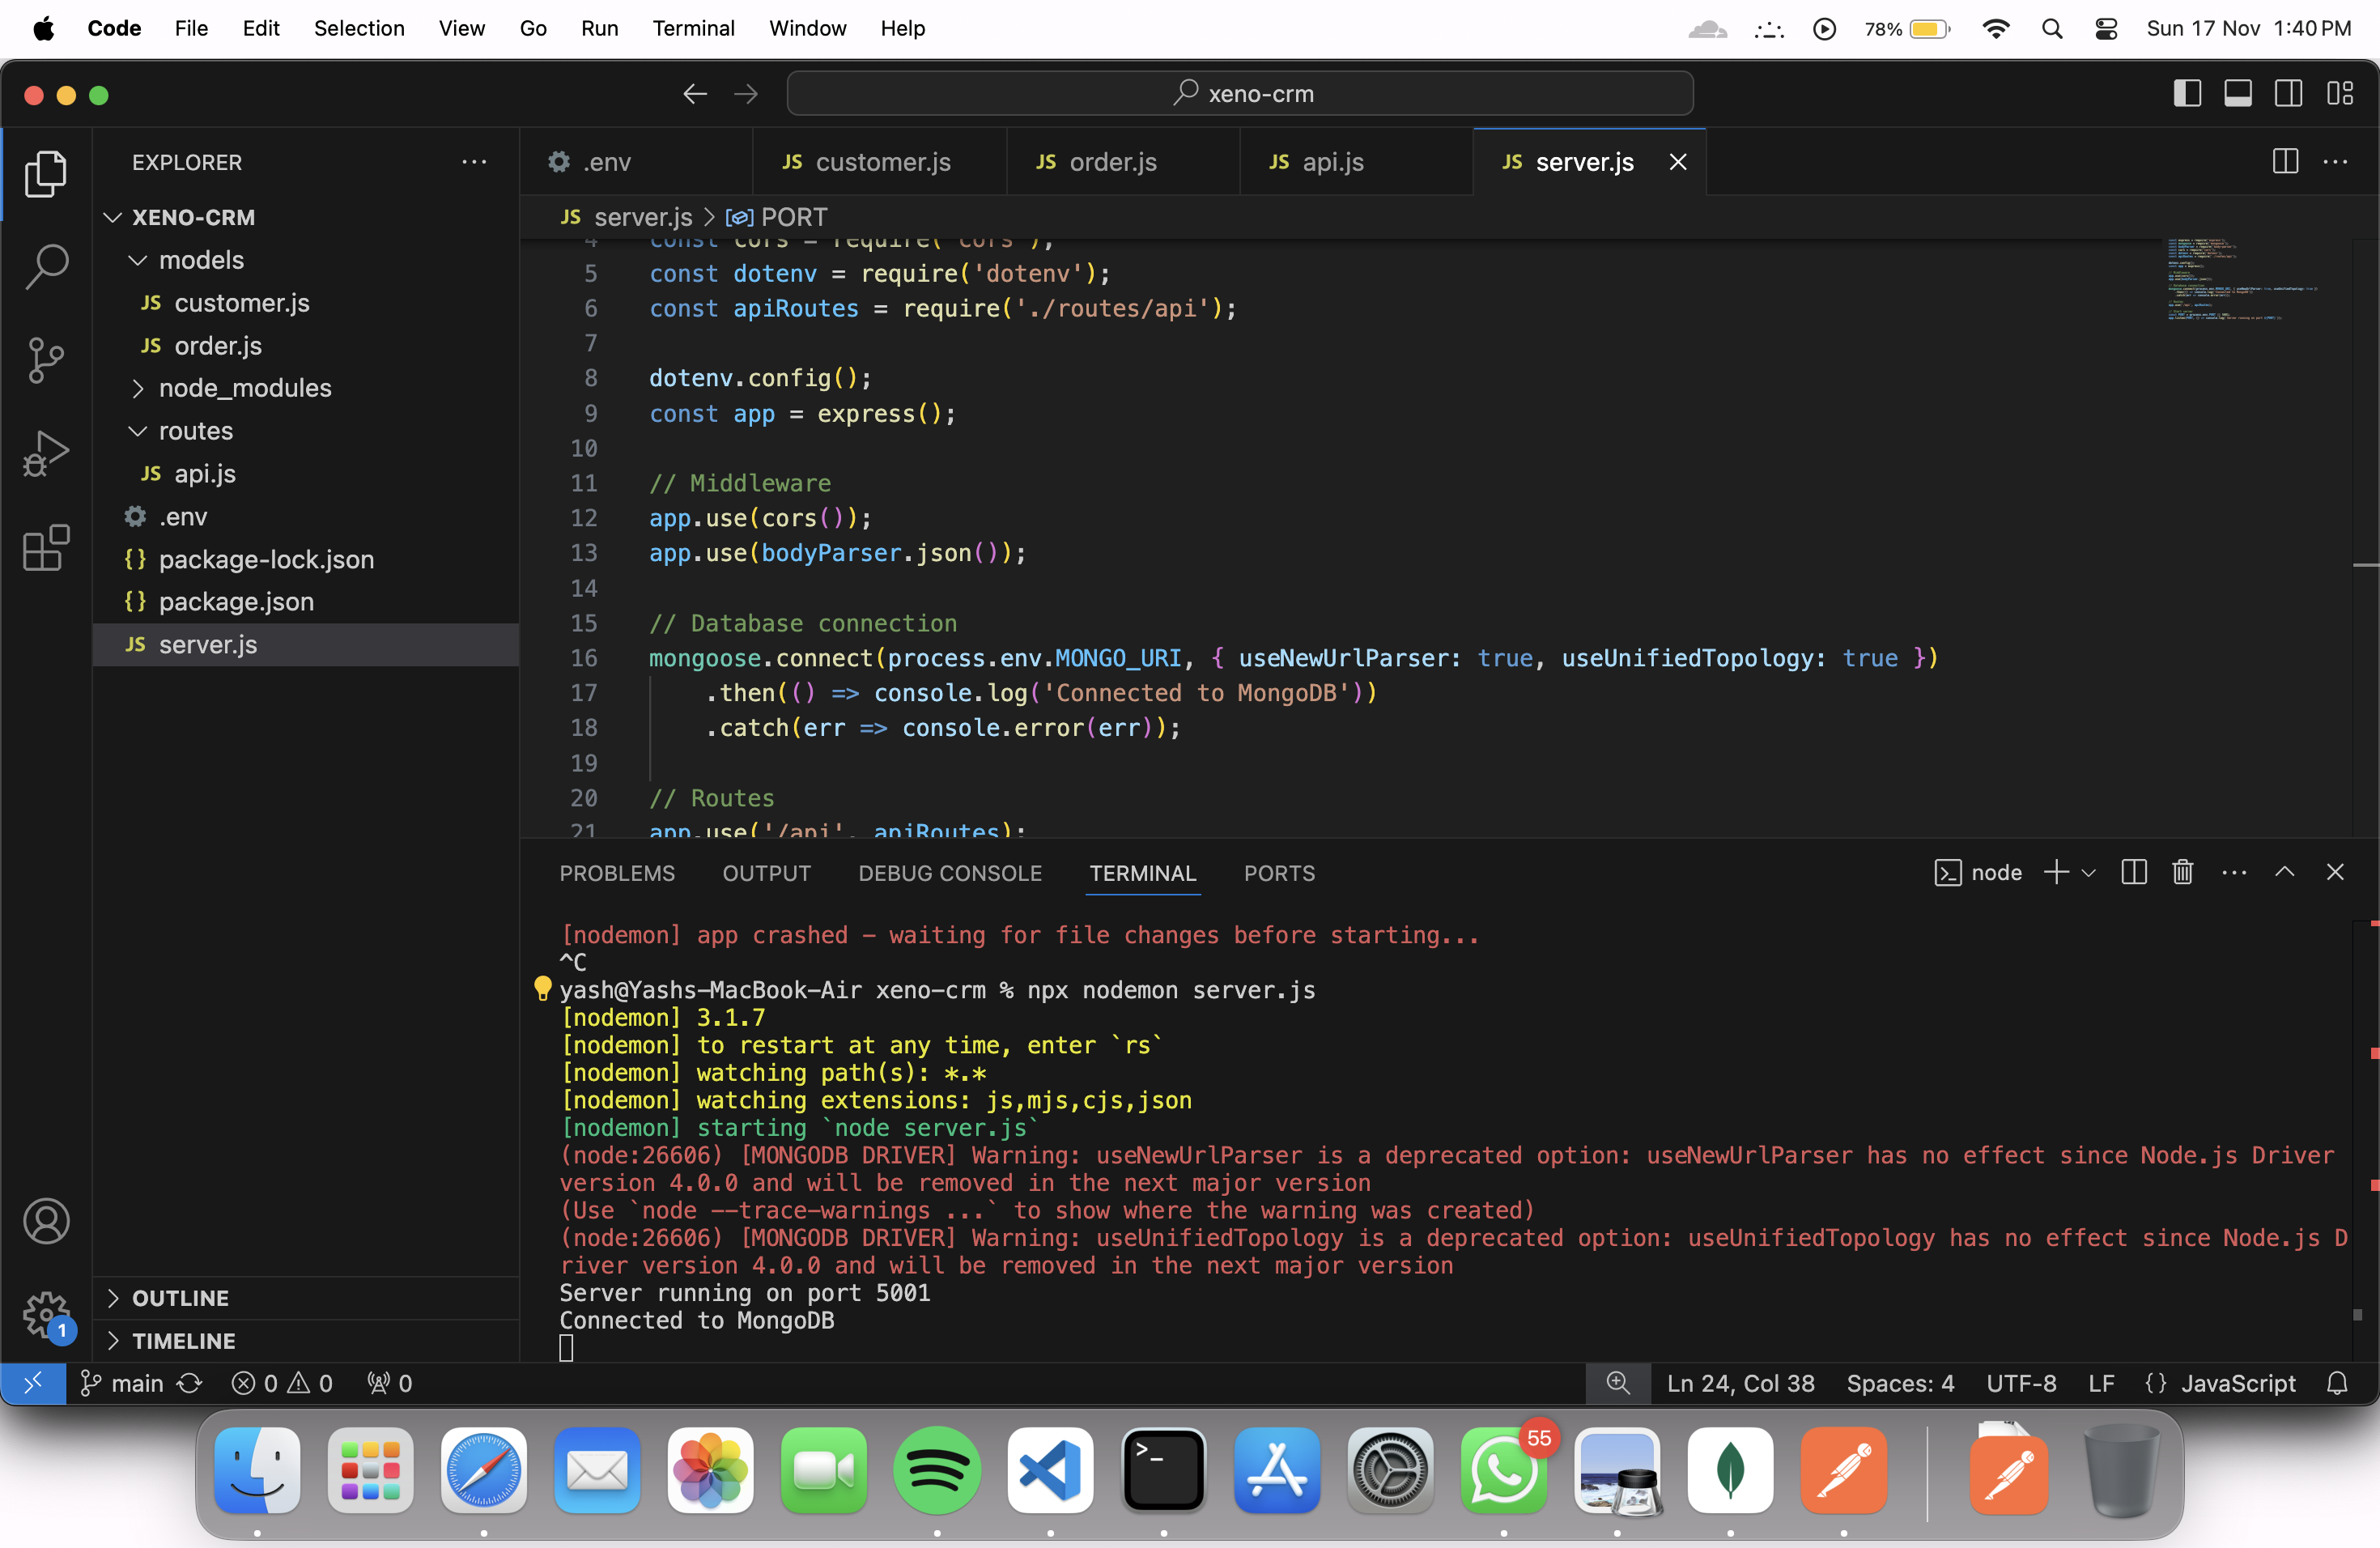 Code File Edit Selection View Go Run Terminal Window Help 78% Sun 17 Nov 1:40 PM
xeno-crm
EXPLORER
XENO-CRM
models
JS customer.js
JS order.js
node_modules
routes
JS api.js
.env
{} package-lock.json
{} package.json
JS server.js
OUTLINE
TIMELINE
.env JS customer.js JS order.js JS api.js JS server.js
JS server.js > PORT
4 const cors = require('cors');
5 const dotenv = require('dotenv');
6 const apiRoutes = require('./routes/api');
7
8 dotenv.config();
9 const app = express();
10
11 // Middleware
12 app.use(cors());
13 app.use(bodyParser.json());
14
15 // Database connection
16 mongoose.connect(process.env.MONGO_URI, { useNewUrlParser: true, useUnifiedTopology: true })
17 .then(() => console.log('Connected to MongoDB'))
18 .catch(err => console.error(err));
19
20 // Routes
21 app.use('/api', apiRoutes);
PROBLEMS OUTPUT DEBUG CONSOLE TERMINAL PORTS node
[nodemon] app crashed - waiting for file changes before starting...
^C
yash@Yashs-MacBook-Air xeno-crm % npx nodemon server.js
[nodemon] 3.1.7
[nodemon] to restart at any time, enter `rs`
[nodemon] watching path(s): *.*
[nodemon] watching extensions: js,mjs,cjs,json
[nodemon] starting `node server.js`
(node:26606) [MONGODB DRIVER] Warning: useNewUrlParser is a deprecated option: useNewUrlParser has no effect since Node.js Driver
version 4.0.0 and will be removed in the next major version
(Use `node --trace-warnings ...` to show where the warning was created)
(node:26606) [MONGODB DRIVER] Warning: useUnifiedTopology is a deprecated option: useUnifiedTopology has no effect since Node.js D
river version 4.0.0 and will be removed in the next major version
Server running on port 5001
Connected to MongoDB
1
main 0 0 0 Ln 24, Col 38 Spaces: 4 UTF-8 LF {} JavaScript
>_
55